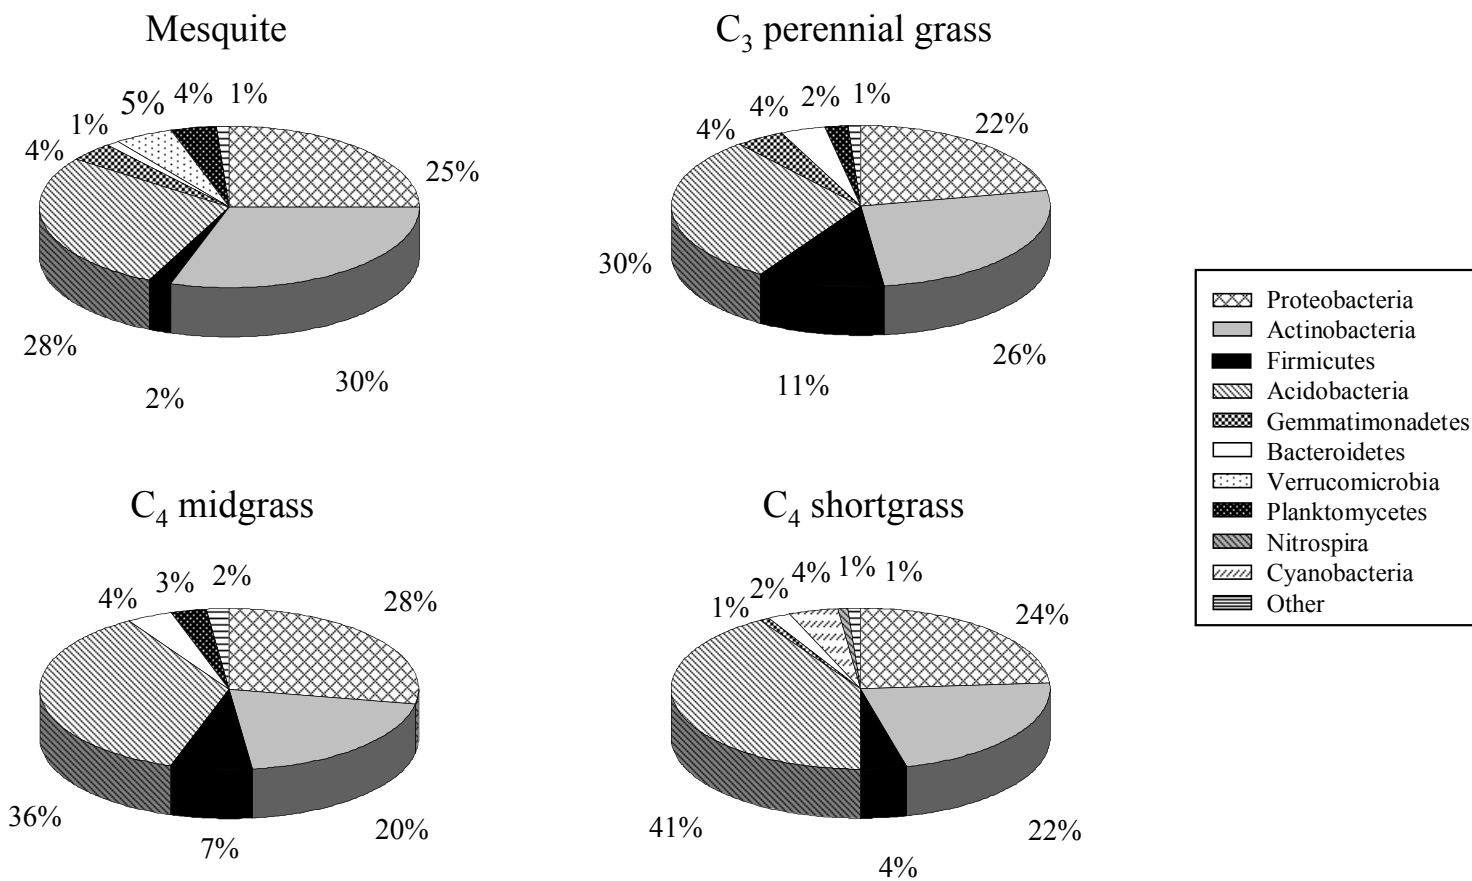 Mesquite
4%
1%
5%
4%
1%
25%
28%
2%
30%
C₃ perennial grass
4%
4%
2%
1%
22%
30%
11%
26%
Proteobacteria
Actinobacteria
Firmicutes
Acidobacteria
Gemmatimonadetes
Bacteroidetes
Verrucomicrobia
Planktomycetes
Nitrospira
Cyanobacteria
Other
C₄ midgrass
4%
3%
2%
28%
36%
7%
20%
C₄ shortgrass
1%
2%
4%
1%
1%
24%
41%
4%
22%